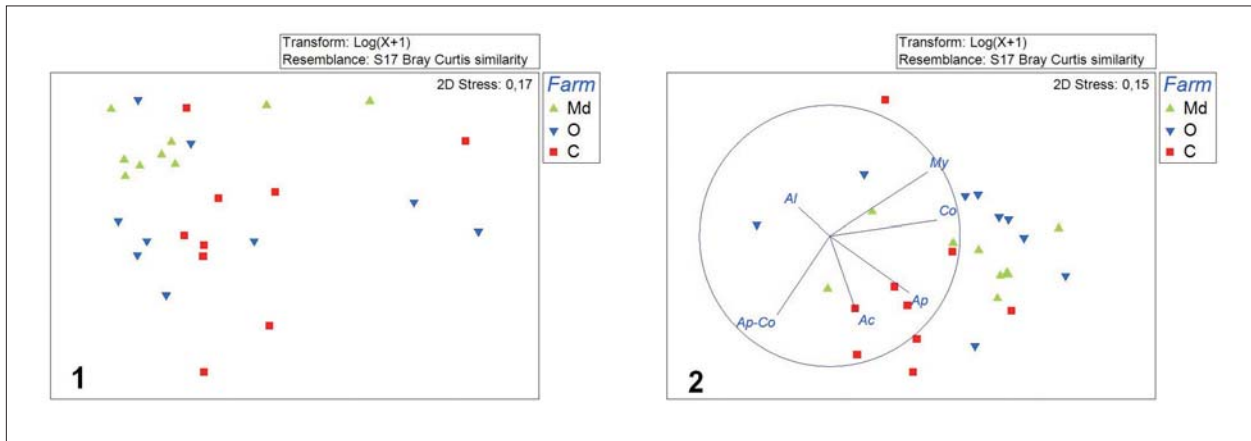 Transform: Log(X+1)
Resemblance: S17 Bray Curtis similarity
2D Stress: 0,17
Farm
Md
O
C
1
Transform: Log(X+1)
Resemblance: S17 Bray Curtis similarity
2D Stress: 0,15
Farm
Md
O
C
My
Al
Co
Ap
Ac
Ap-Co
2